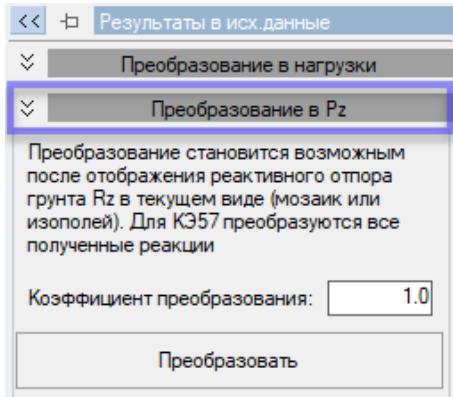 << Результаты в исх.данные
Преобразование в нагрузки
Преобразование в Pz
Преобразование становится возможным
после отображения реактивного отпора
грунта Rz в текущем виде (мозаик или
изополей). Для КЭ57 преобразуются все
полученные реакции
Коэффициент преобразования: 1.0
Преобразовать